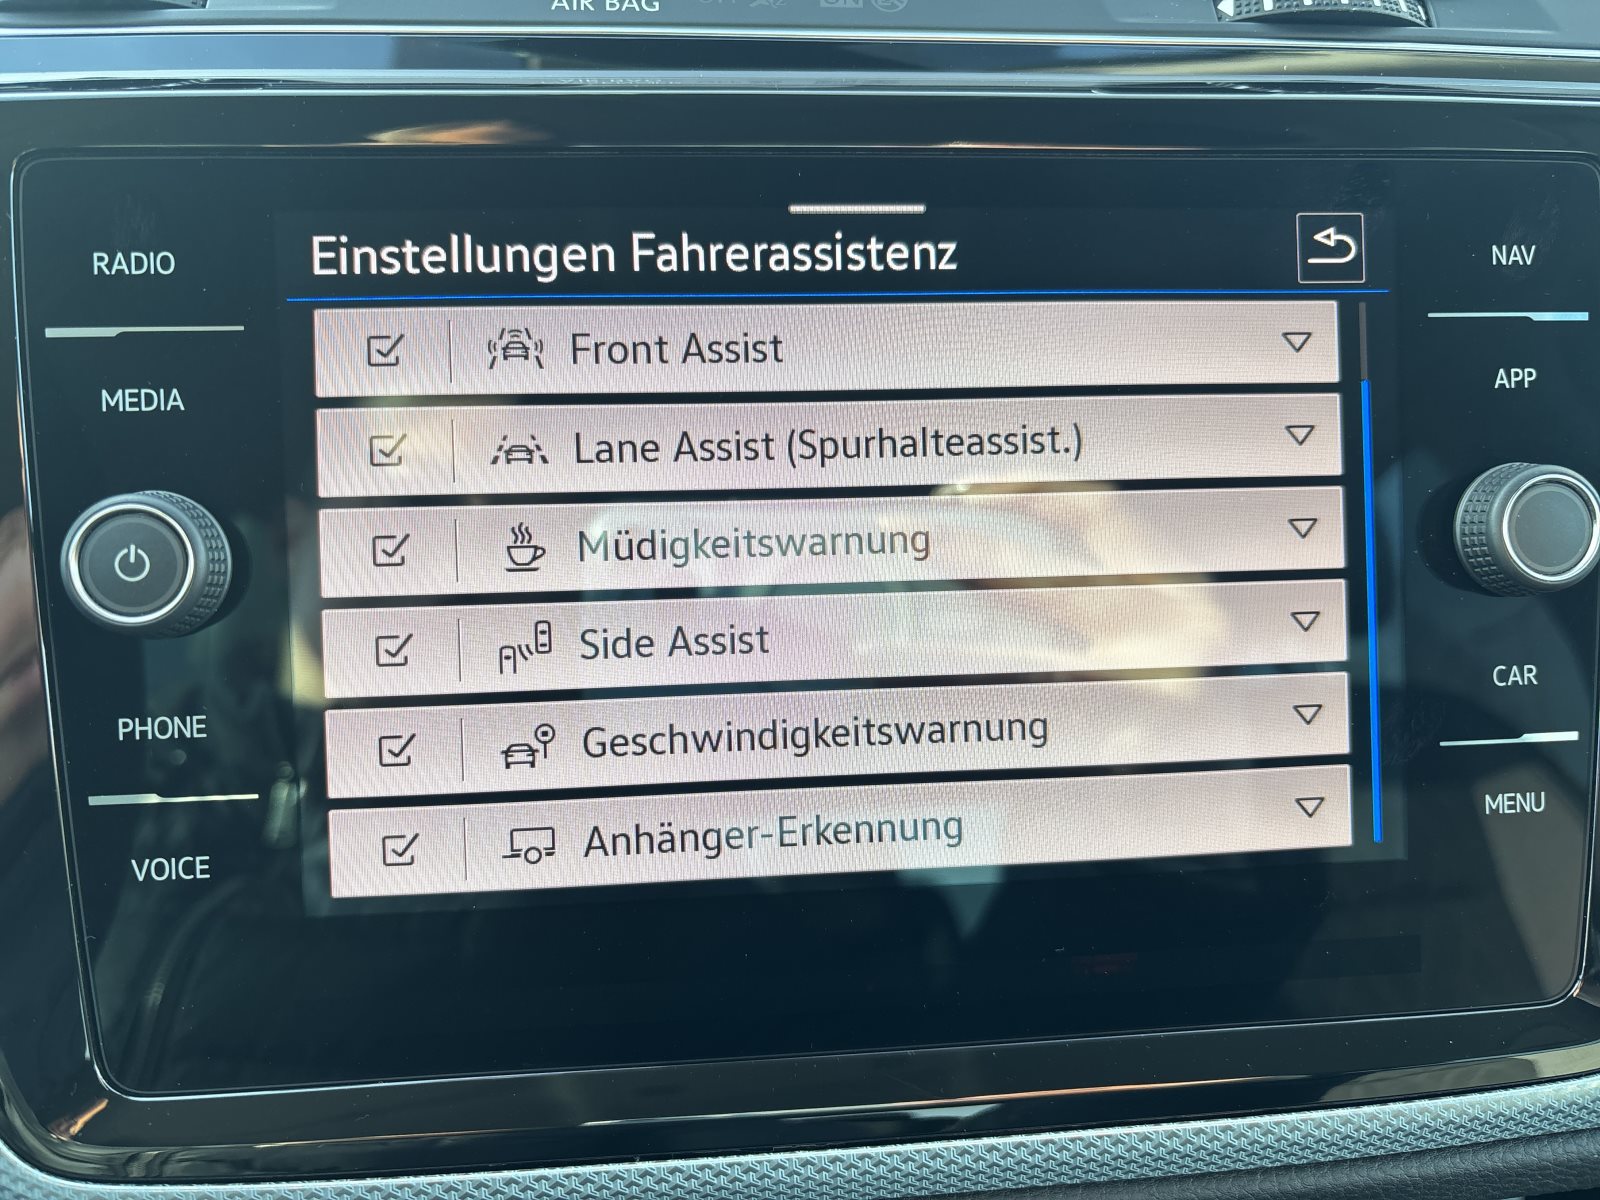 AIR BAG
Einstellungen Fahrerassistenz
RADIO
MEDIA
PHONE
VOICE
Front Assist
Lane Assist (Spurhalteassist.)
Müdigkeitswarnung
Side Assist
Geschwindigkeitswarnung
Anhänger-Erkennung
NAV
APP
CAR
MENU